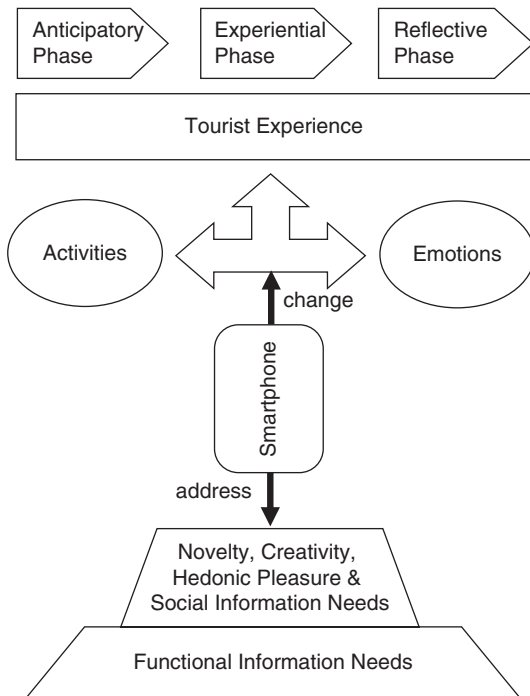 Anticipatory
Phase
Experiential
Phase
Reflective
Phase
Tourist Experience
Activities
Emotions
change
Smartphone
address
Novelty, Creativity,
Hedonic Pleasure &
Social Information Needs
Functional Information Needs